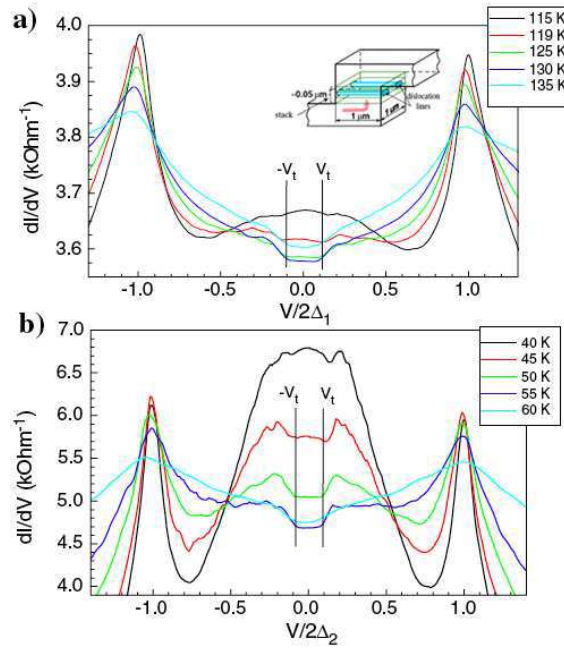 a)
4.0
3.9
3.8
3.7
3.6
dI/dV (kOhm⁻¹)
115 K
119 K
125 K
130 K
135 K
~0.05 μm
stack
1 μm
1 μm
dislocation
lines
-Vt
Vt
-1.0 -0.5 0.0 0.5 1.0
V/2Δ₁
b)
7.0
6.5
6.0
5.5
5.0
4.5
4.0
dI/dV (kOhm⁻¹)
40 K
45 K
50 K
55 K
60 K
-Vt
Vt
-1.0 -0.5 0.0 0.5 1.0
V/2Δ₂